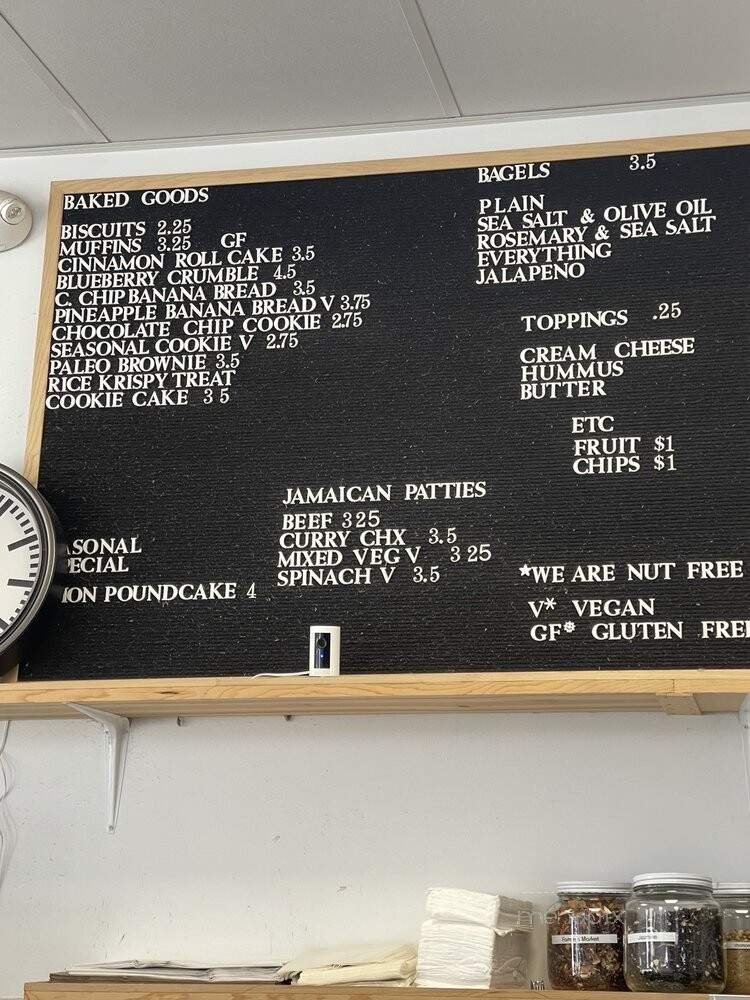 BAKED GOODS
BISCUITS 2.25
MUFFINS 3.25 GF
CINNAMON ROLL CAKE 3.5
BLUEBERRY CRUMBLE 4.5
C. CHIP BANANA BREAD 3.5
PINEAPPLE BANANA BREAD V 3.75
CHOCOLATE CHIP COOKIE 2.75
SEASONAL COOKIE V 2.75
PALEO BROWNIE 3.5
RICE KRISPY TREAT
COOKIE CAKE 3 5
ASONAL
PECIAL
ON POUNDCAKE 4
JAMAICAN PATTIES
BEEF 3 25
CURRY CHX 3.5
MIXED VEG V 3 25
SPINACH V 3.5
BAGELS 3.5
PLAIN
SEA SALT & OLIVE OIL
ROSEMARY & SEA SALT
EVERYTHING
JALAPENO
TOPPINGS .25
CREAM CHEESE
HUMMUS
BUTTER
ETC
FRUIT $1
CHIPS $1
*WE ARE NUT FREE
V* VEGAN
GF* GLUTEN FREE